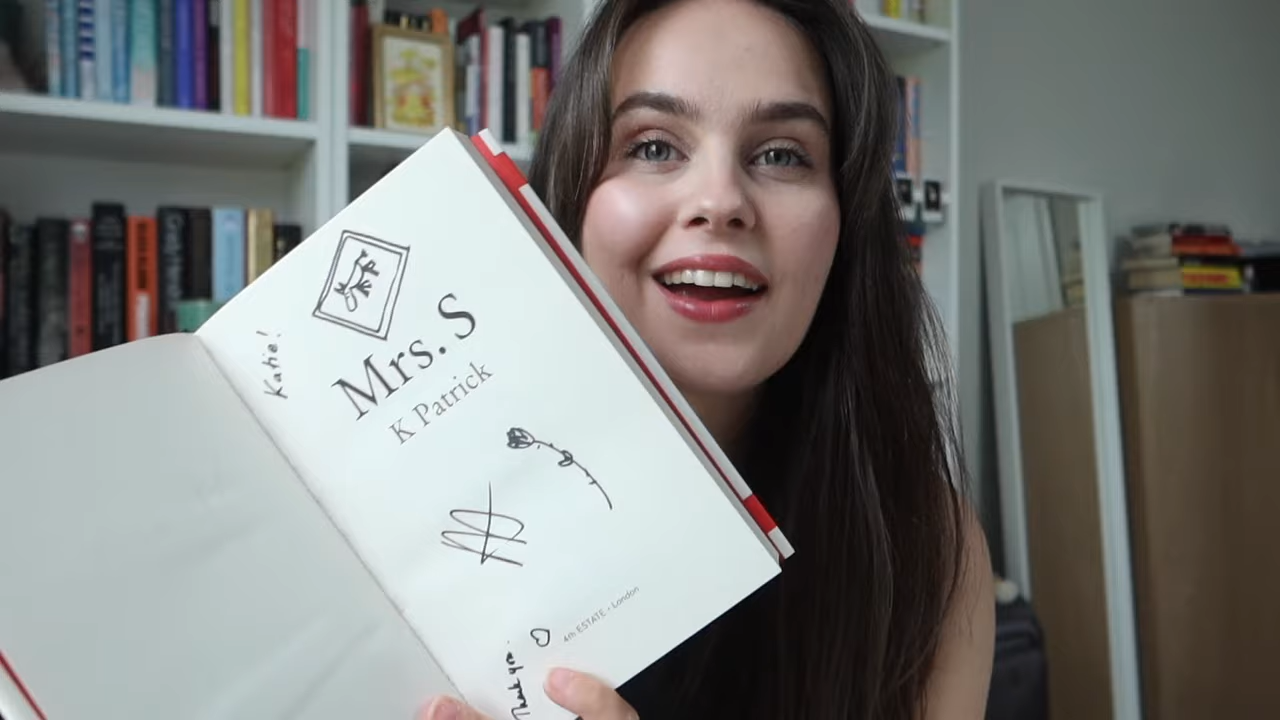 Katie!
Mrs. S
K Patrick
4th ESTATE • London
Thank you.